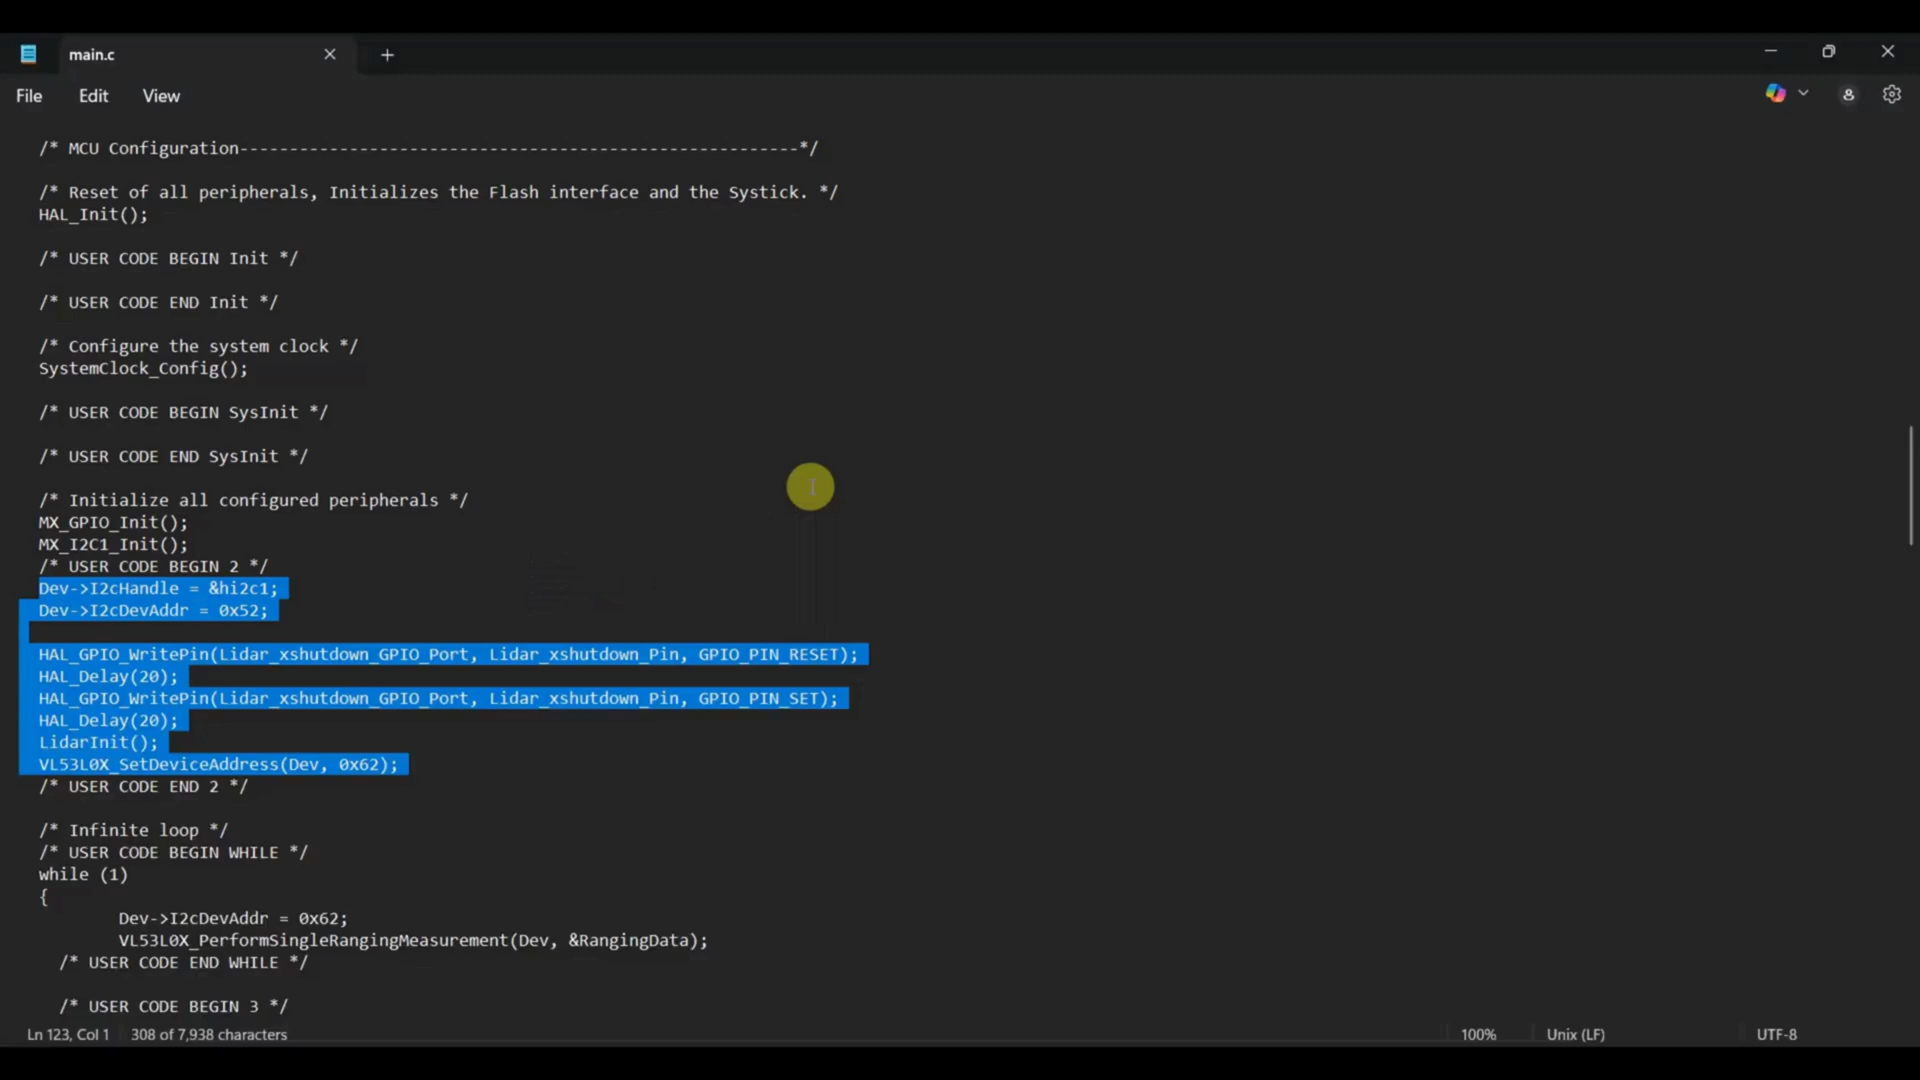 main.c
File Edit View
/* MCU Configuration--------------------------------------------------------*/
/* Reset of all peripherals, Initializes the Flash interface and the Systick. */
HAL_Init();
/* USER CODE BEGIN Init */
/* USER CODE END Init */
/* Configure the system clock */
SystemClock_Config();
/* USER CODE BEGIN SysInit */
/* USER CODE END SysInit */
/* Initialize all configured peripherals */
MX_GPIO_Init();
MX_I2C1_Init();
/* USER CODE BEGIN 2 */
Dev->I2cHandle = &hi2c1;
Dev->I2cDevAddr = 0x52;
HAL_GPIO_WritePin(Lidar_xshutdown_GPIO_Port, Lidar_xshutdown_Pin, GPIO_PIN_RESET);
HAL_Delay(20);
HAL_GPIO_WritePin(Lidar_xshutdown_GPIO_Port, Lidar_xshutdown_Pin, GPIO_PIN_SET);
HAL_Delay(20);
LidarInit();
VL53L0X_SetDeviceAddress(Dev, 0x62);
/* USER CODE END 2 */
/* Infinite loop */
/* USER CODE BEGIN WHILE */
while (1)
{
Dev->I2cDevAddr = 0x62;
VL53L0X_PerformSingleRangingMeasurement(Dev, &RangingData);
/* USER CODE END WHILE */
/* USER CODE BEGIN 3 */
Ln 123, Col 1 308 of 7,938 characters 100% Unix (LF) UTF-8